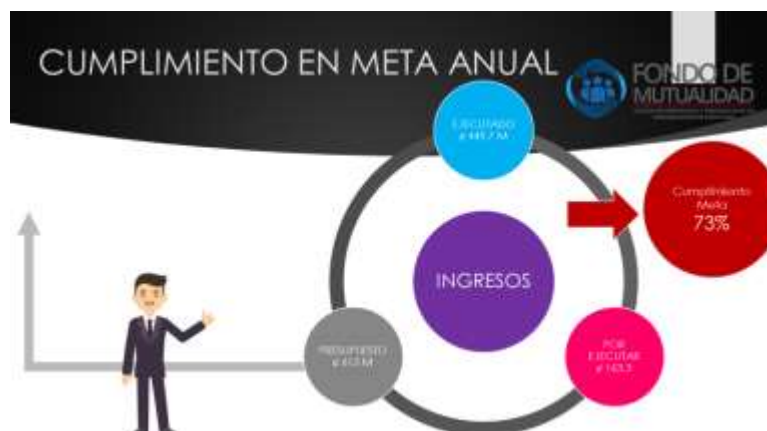 CUMPLIMIENTO EN META ANUAL
FONDO DE
MUTUALIDAD
EJECUTADO
Cumplimiento
Meta
73%
INGRESOS
PRESUPUESTO
POR
EJECUTAR